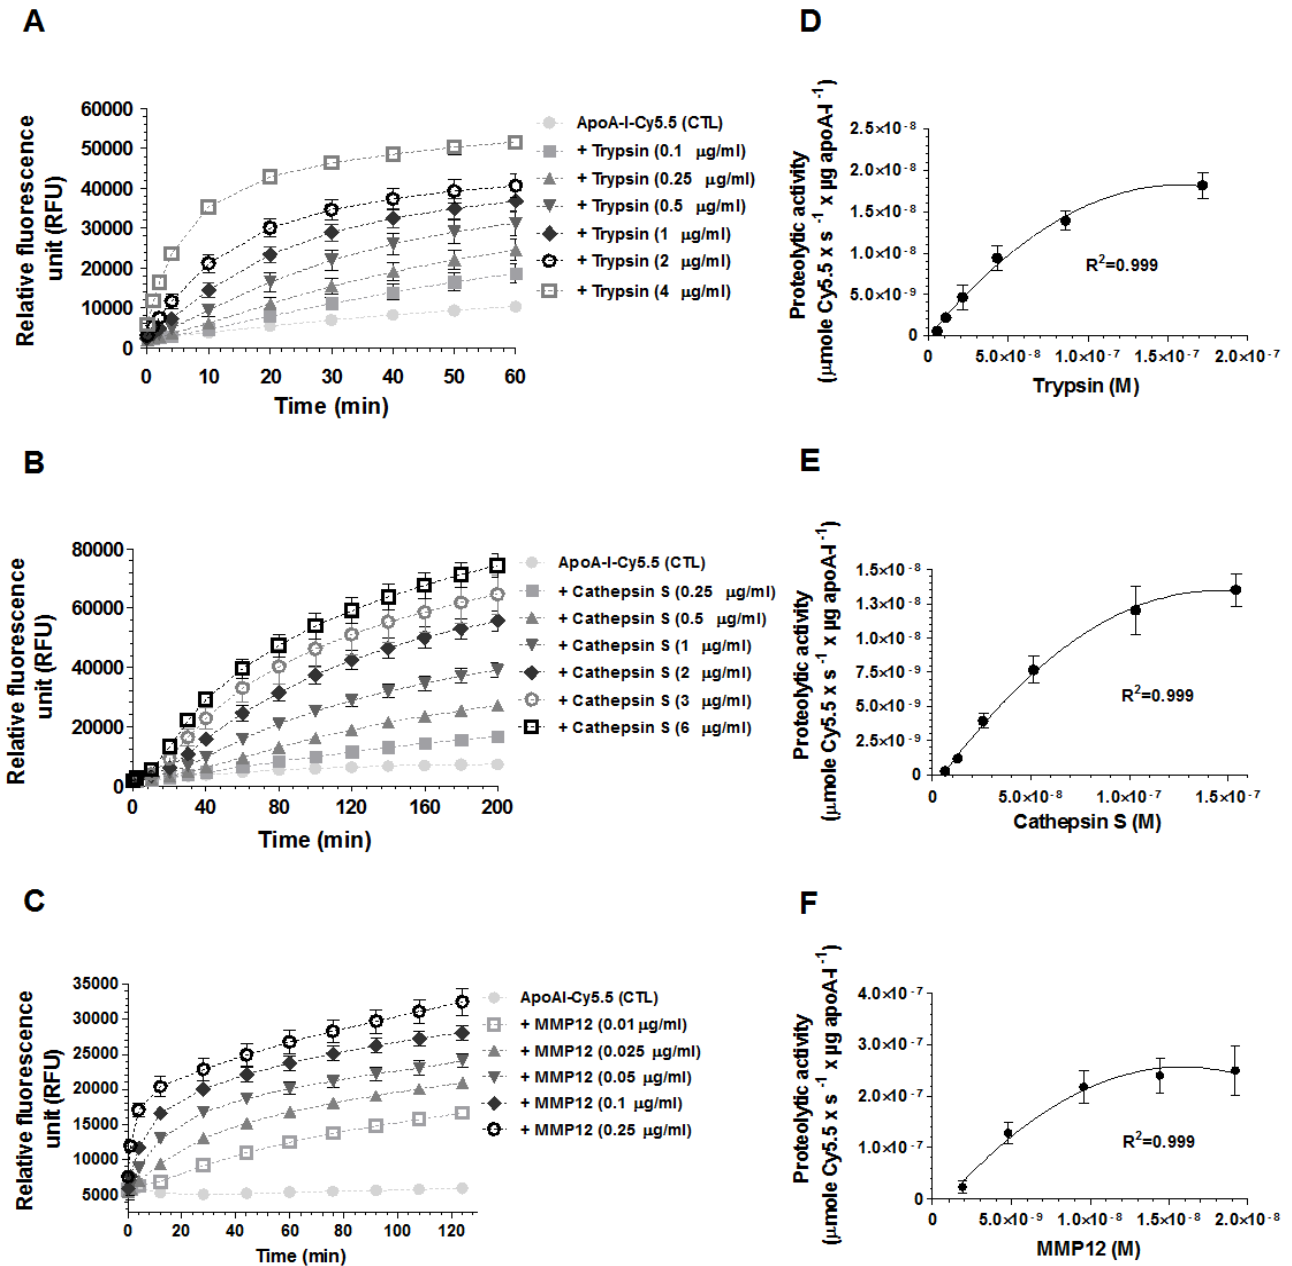 A
Relative fluorescence
unit (RFU)
60000
50000
40000
30000
20000
10000
0
0 10 20 30 40 50 60
Time (min)
ApoA-I-Cy5.5 (CTL)
+ Trypsin (0.1 μg/ml)
+ Trypsin (0.25 μg/ml)
+ Trypsin (0.5 μg/ml)
+ Trypsin (1 μg/ml)
+ Trypsin (2 μg/ml)
+ Trypsin (4 μg/ml)
D
Proteolytic activity
(μmole Cy5.5 x s⁻¹ x μg apoA-I⁻¹)
2.5×10⁻⁸
2.0×10⁻⁸
1.5×10⁻⁸
1.0×10⁻⁸
5.0×10⁻⁹
0
R²=0.999
0 5.0×10⁻⁸ 1.0×10⁻⁷ 1.5×10⁻⁷ 2.0×10⁻⁷
Trypsin (M)
B
Relative fluorescence
unit (RFU)
80000
60000
40000
20000
0
0 40 80 120 160 200
Time (min)
ApoA-I-Cy5.5 (CTL)
+ Cathepsin S (0.25 μg/ml)
+ Cathepsin S (0.5 μg/ml)
+ Cathepsin S (1 μg/ml)
+ Cathepsin S (2 μg/ml)
+ Cathepsin S (3 μg/ml)
+ Cathepsin S (6 μg/ml)
E
Proteolytic activity
(μmole Cy5.5 x s⁻¹ x μg apoA-I⁻¹)
1.5×10⁻⁸
1.3×10⁻⁸
1.0×10⁻⁸
7.5×10⁻⁹
5.0×10⁻⁹
2.5×10⁻⁹
0
R²=0.999
0 5.0×10⁻⁸ 1.0×10⁻⁷ 1.5×10⁻⁷
Cathepsin S (M)
C
Relative fluorescence
unit (RFU)
35000
30000
25000
20000
15000
10000
5000
0 20 40 60 80 100 120
Time (min)
ApoAI-Cy5.5 (CTL)
+ MMP12 (0.01 μg/ml)
+ MMP12 (0.025 μg/ml)
+ MMP12 (0.05 μg/ml)
+ MMP12 (0.1 μg/ml)
+ MMP12 (0.25 μg/ml)
F
Proteolytic activity
(μmole Cy5.5 x s⁻¹ x μg apoA-I⁻¹)
4.0×10⁻⁷
3.0×10⁻⁷
2.0×10⁻⁷
1.0×10⁻⁷
0
R²=0.999
0 5.0×10⁻⁹ 1.0×10⁻⁸ 1.5×10⁻⁸ 2.0×10⁻⁸
MMP12 (M)